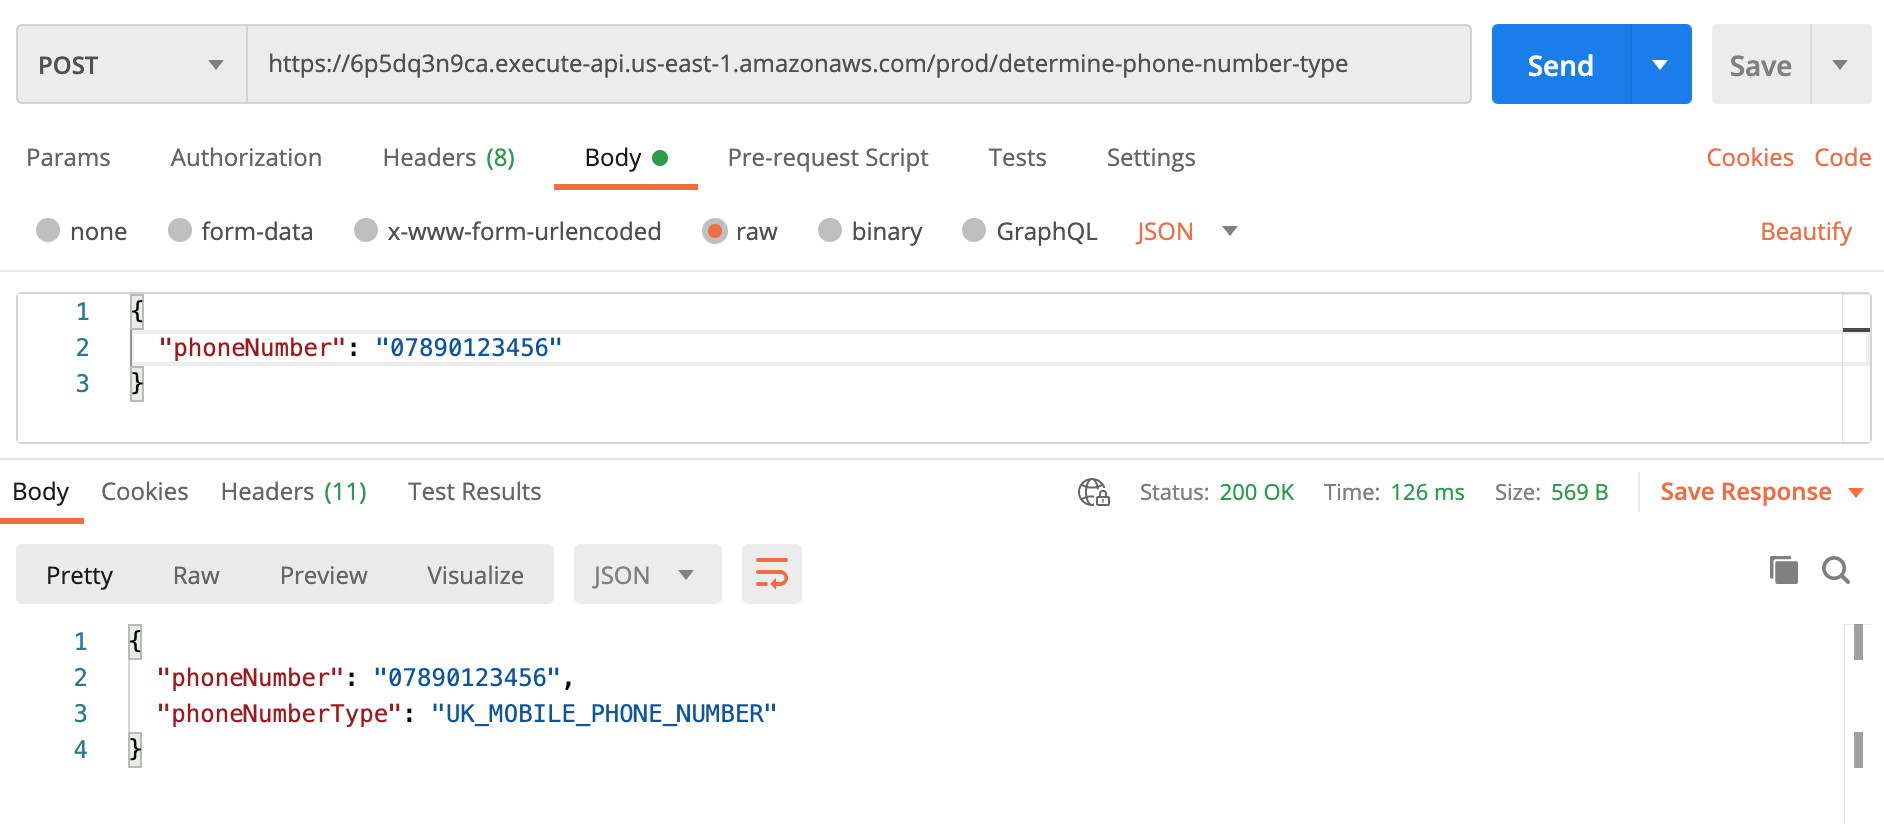 POST https://6p5dq3n9ca.execute-api.us-east-1.amazonaws.com/prod/determine-phone-number-type Send Save
Params Authorization Headers (8) Body Pre-request Script Tests Settings Cookies Code
none form-data x-www-form-urlencoded raw binary GraphQL JSON Beautify
1 {
2 "phoneNumber": "07890123456"
3 }
Body Cookies Headers (11) Test Results Status: 200 OK Time: 126 ms Size: 569 B Save Response
Pretty Raw Preview Visualize JSON
1 {
2 "phoneNumber": "07890123456",
3 "phoneNumberType": "UK_MOBILE_PHONE_NUMBER"
4 }